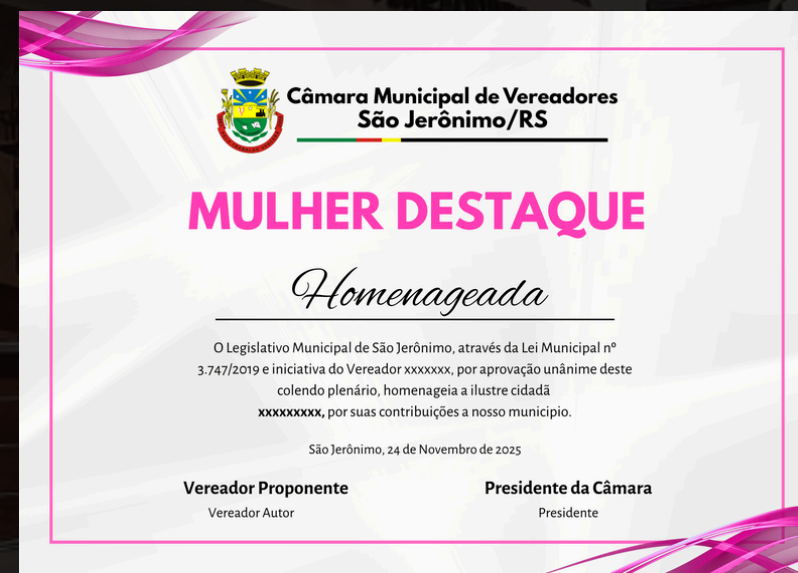 Câmara Municipal de Vereadores
São Jerônimo/RS
MULHER DESTAQUE
Homenageada
O Legislativo Municipal de São Jerônimo, através da Lei Municipal nº
3.747/2019 e iniciativa do Vereador xxxxxxx, por aprovação unânime deste
colendo plenário, homenageia a ilustre cidadã
xxxxxxxxx, por suas contribuições a nosso municipio.
São Jerônimo, 24 de Novembro de 2025
Vereador Proponente
Presidente da Câmara
Vereador Autor
Presidente